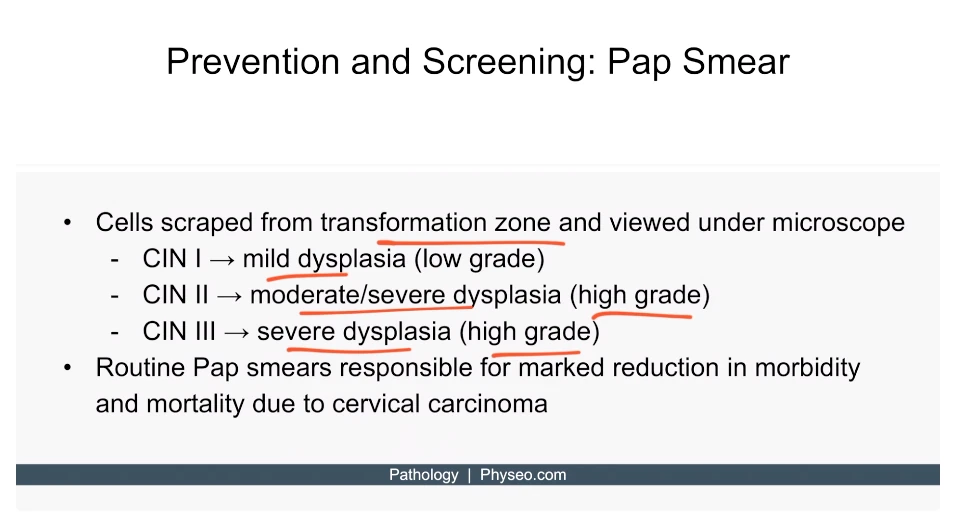 Prevention and Screening: Pap Smear
• Cells scraped from transformation zone and viewed under microscope
- CIN I → mild dysplasia (low grade)
- CIN II → moderate/severe dysplasia (high grade)
- CIN III → severe dysplasia (high grade)
• Routine Pap smears responsible for marked reduction in morbidity
and mortality due to cervical carcinoma
Pathology | Physeo.com